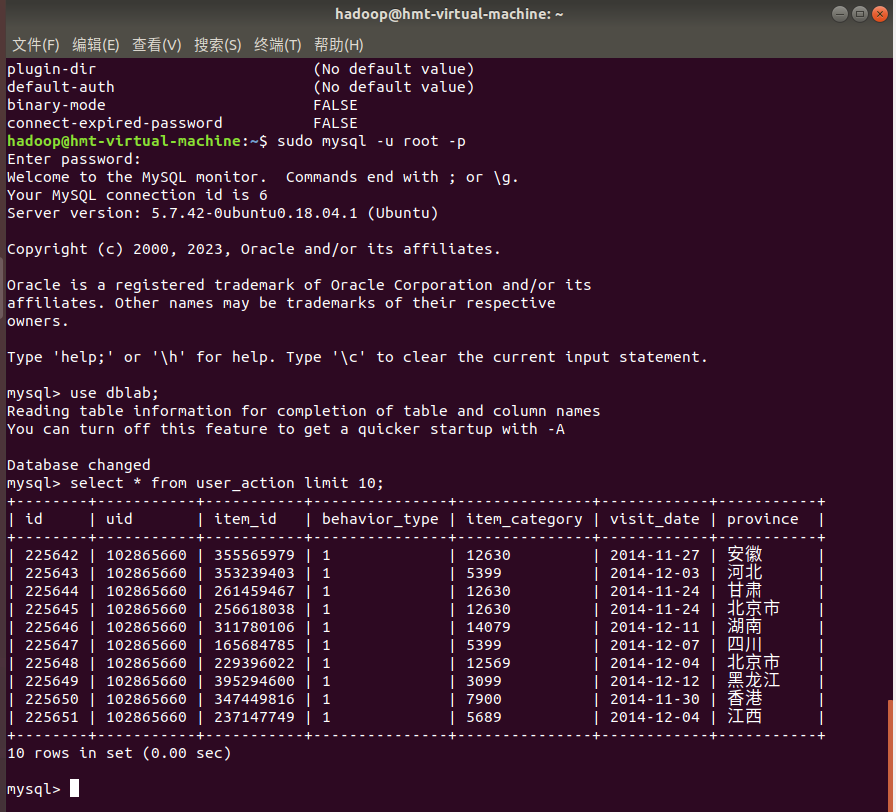 hadoop@hmt-virtual-machine: ~
文件(F) 编辑(E) 查看(V) 搜索(S) 终端(T) 帮助(H)
plugin-dir                        (No default value)
default-auth                      (No default value)
binary-mode                       FALSE
connect-expired-password          FALSE
hadoop@hmt-virtual-machine:~$ sudo mysql -u root -p
Enter password:
Welcome to the MySQL monitor.  Commands end with ; or \g.
Your MySQL connection id is 6
Server version: 5.7.42-0ubuntu0.18.04.1 (Ubuntu)
Copyright (c) 2000, 2023, Oracle and/or its affiliates.
Oracle is a registered trademark of Oracle Corporation and/or its
affiliates. Other names may be trademarks of their respective
owners.
Type 'help;' or '\h' for help. Type '\c' to clear the current input statement.
mysql> use dblab;
Reading table information for completion of table and column names
You can turn off this feature to get a quicker startup with -A
Database changed
mysql> select * from user_action limit 10;
+--------+-----------+-----------+---------------+---------------+------------+-----------+
| id     | uid       | item_id   | behavior_type | item_category | visit_date | province  |
+--------+-----------+-----------+---------------+---------------+------------+-----------+
| 225642 | 102865660 | 355565979 | 1             | 12630         | 2014-11-27 | 安徽      |
| 225643 | 102865660 | 353239403 | 1             | 5399          | 2014-12-03 | 河北      |
| 225644 | 102865660 | 261459467 | 1             | 12630         | 2014-11-24 | 甘肃      |
| 225645 | 102865660 | 256618038 | 1             | 12630         | 2014-11-24 | 北京市    |
| 225646 | 102865660 | 311780106 | 1             | 14079         | 2014-12-11 | 湖南      |
| 225647 | 102865660 | 165684785 | 1             | 5399          | 2014-12-07 | 四川      |
| 225648 | 102865660 | 229396022 | 1             | 12569         | 2014-12-04 | 北京市    |
| 225649 | 102865660 | 395294600 | 1             | 3099          | 2014-12-12 | 黑龙江    |
| 225650 | 102865660 | 347449816 | 1             | 7900          | 2014-11-30 | 香港      |
| 225651 | 102865660 | 237147749 | 1             | 5689          | 2014-12-04 | 江西      |
+--------+-----------+-----------+---------------+---------------+------------+-----------+
10 rows in set (0.00 sec)
mysql>